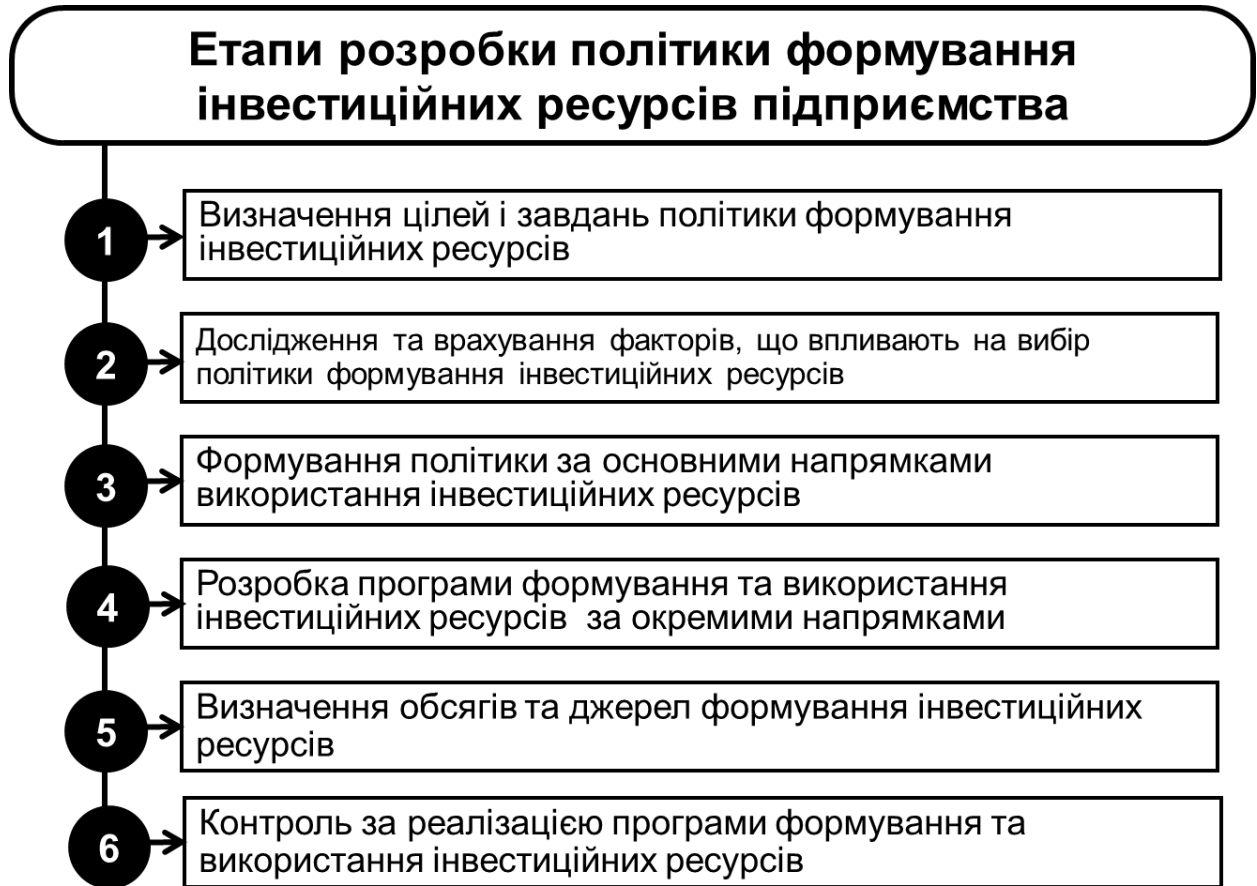 Етапи розробки політики формування
інвестиційних ресурсів підприємства
1
Визначення цілей і завдань політики формування
інвестиційних ресурсів
2
Дослідження та врахування факторів, що впливають на вибір
політики формування інвестиційних ресурсів
3
Формування політики за основними напрямками
використання інвестиційних ресурсів
4
Розробка програми формування та використання
інвестиційних ресурсів за окремими напрямками
5
Визначення обсягів та джерел формування інвестиційних
ресурсів
6
Контроль за реалізацією програми формування та
використання інвестиційних ресурсів